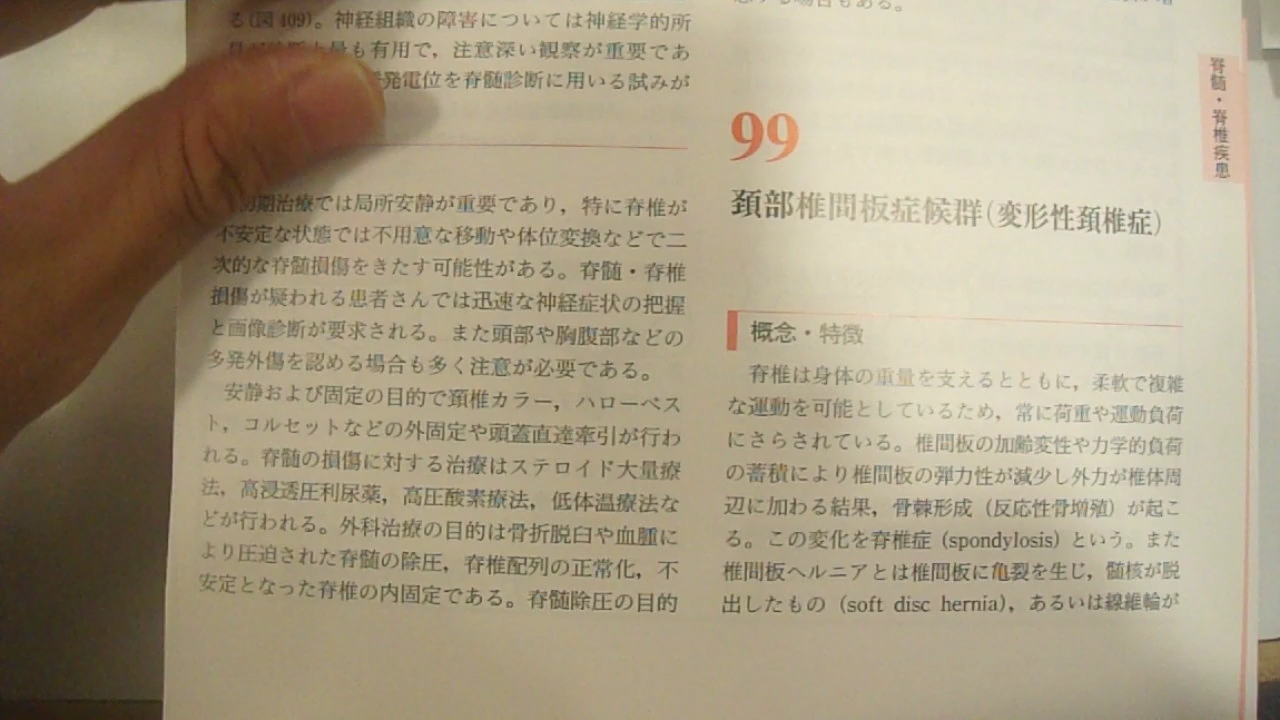 る(図409)。神経組織の障害については神経学的所
も有用で，注意深い観察が重要であ
発電位を脊髄診断に用いる試みが
期治療では局所安静が重要であり，特に脊椎が
不安定な状態では不用意な移動や体位変換などで二
次的な脊髄損傷をきたす可能性がある。脊髄・脊椎
損傷が疑われる患者さんでは迅速な神経症状の把握
と画像診断が要求される。また頭部や胸腹部などの
多発外傷を認める場合も多く注意が必要である。
安静および固定の目的で頚椎カラー，ハローベス
ト，コルセットなどの外固定や頭蓋直達牽引が行わ
れる。脊髄の損傷に対する治療はステロイド大量療
法，高浸透圧利尿薬，高圧酸素療法，低体温療法な
どが行われる。外科治療の目的は骨折脱臼や血腫に
より圧迫された脊髄の除圧，脊椎配列の正常化，不
安定となった脊椎の内固定である。脊髄除圧の目的
る場合もある。
99
頚部椎間板症候群(変形性頚椎症)
概念・特徴
脊椎は身体の重量を支えるとともに，柔軟で複雑
な運動を可能としているため，常に荷重や運動負荷
にさらされている。椎間板の加齢変性や力学的負荷
の蓄積により椎間板の弾力性が減少し外力が椎体周
辺に加わる結果，骨棘形成（反応性骨増殖）が起こ
る。この変化を脊椎症（spondylosis）という。また
椎間板ヘルニアとは椎間板に亀裂を生じ，髄核が脱
出したもの（soft disc hernia），あるいは線維輪が
脊髄・脊椎疾患